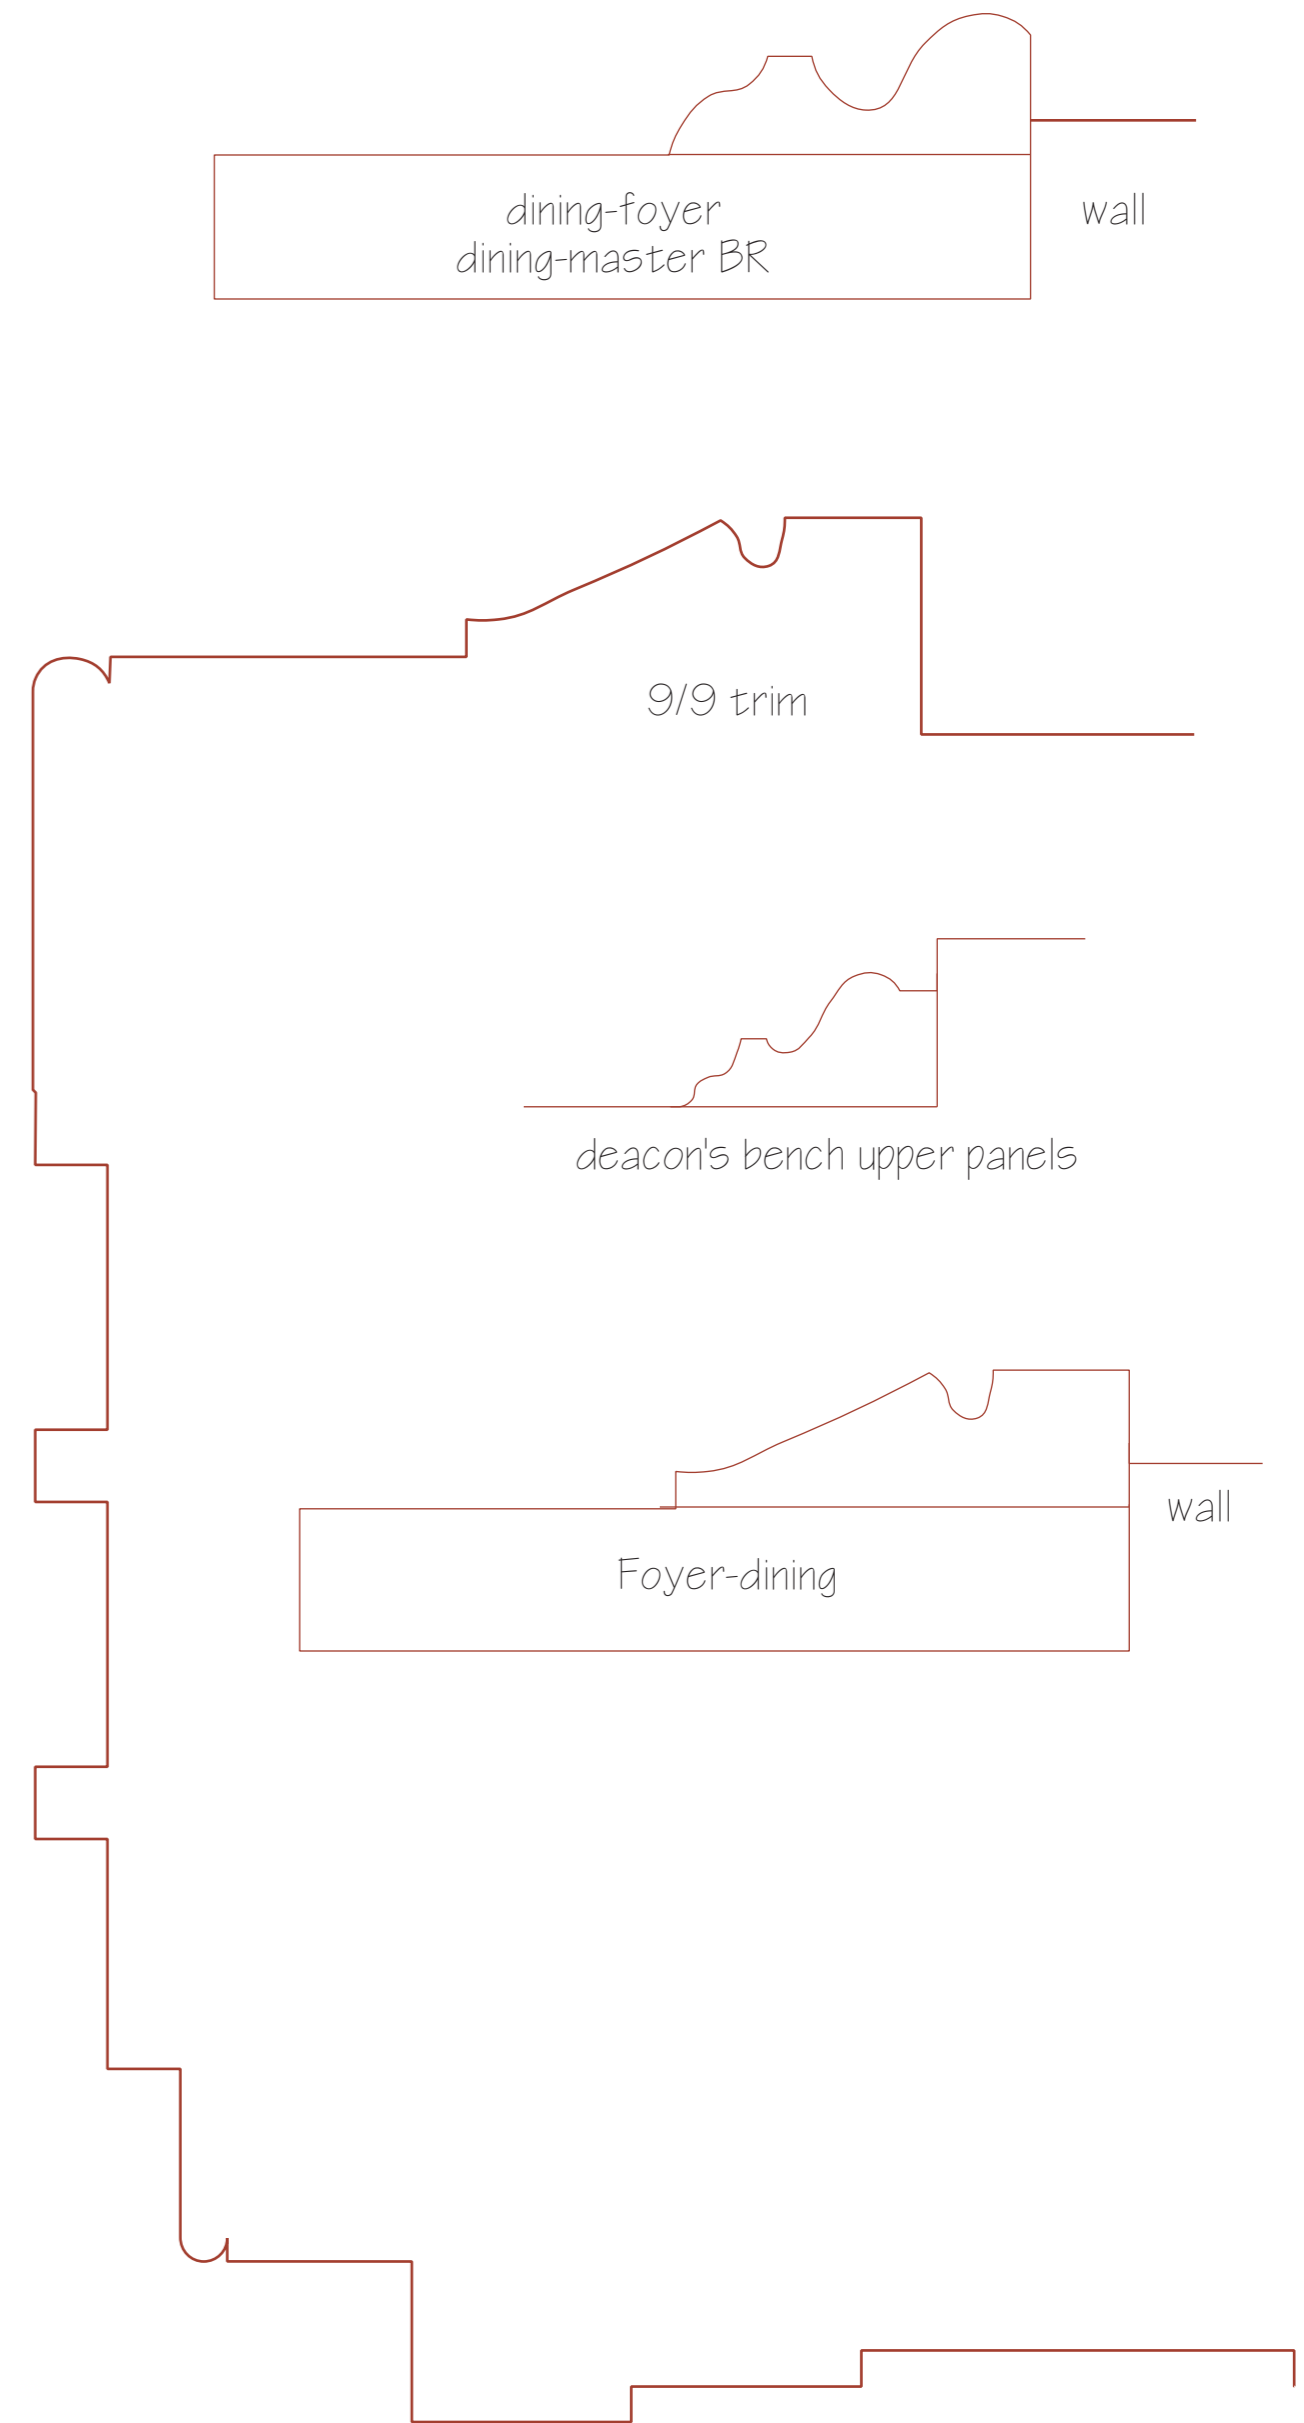 dining-foyer
dining-master BR
wall
9/9 trim
deacon's bench upper panels
wall
Foyer-dining